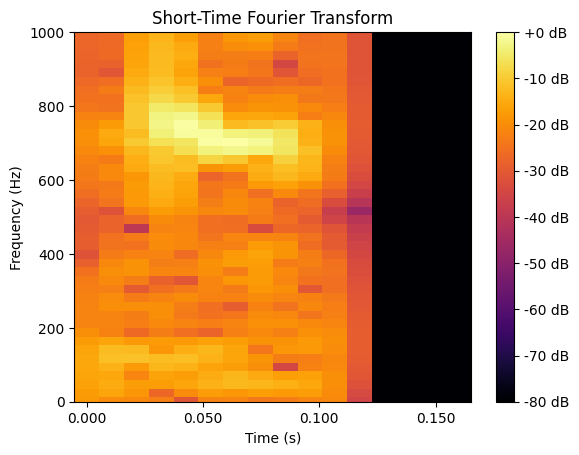 Short-Time Fourier Transform
Frequency (Hz)
1000
800
600
400
200
0
0.000
0.050
0.100
0.150
Time (s)
+0 dB
-10 dB
-20 dB
-30 dB
-40 dB
-50 dB
-60 dB
-70 dB
-80 dB